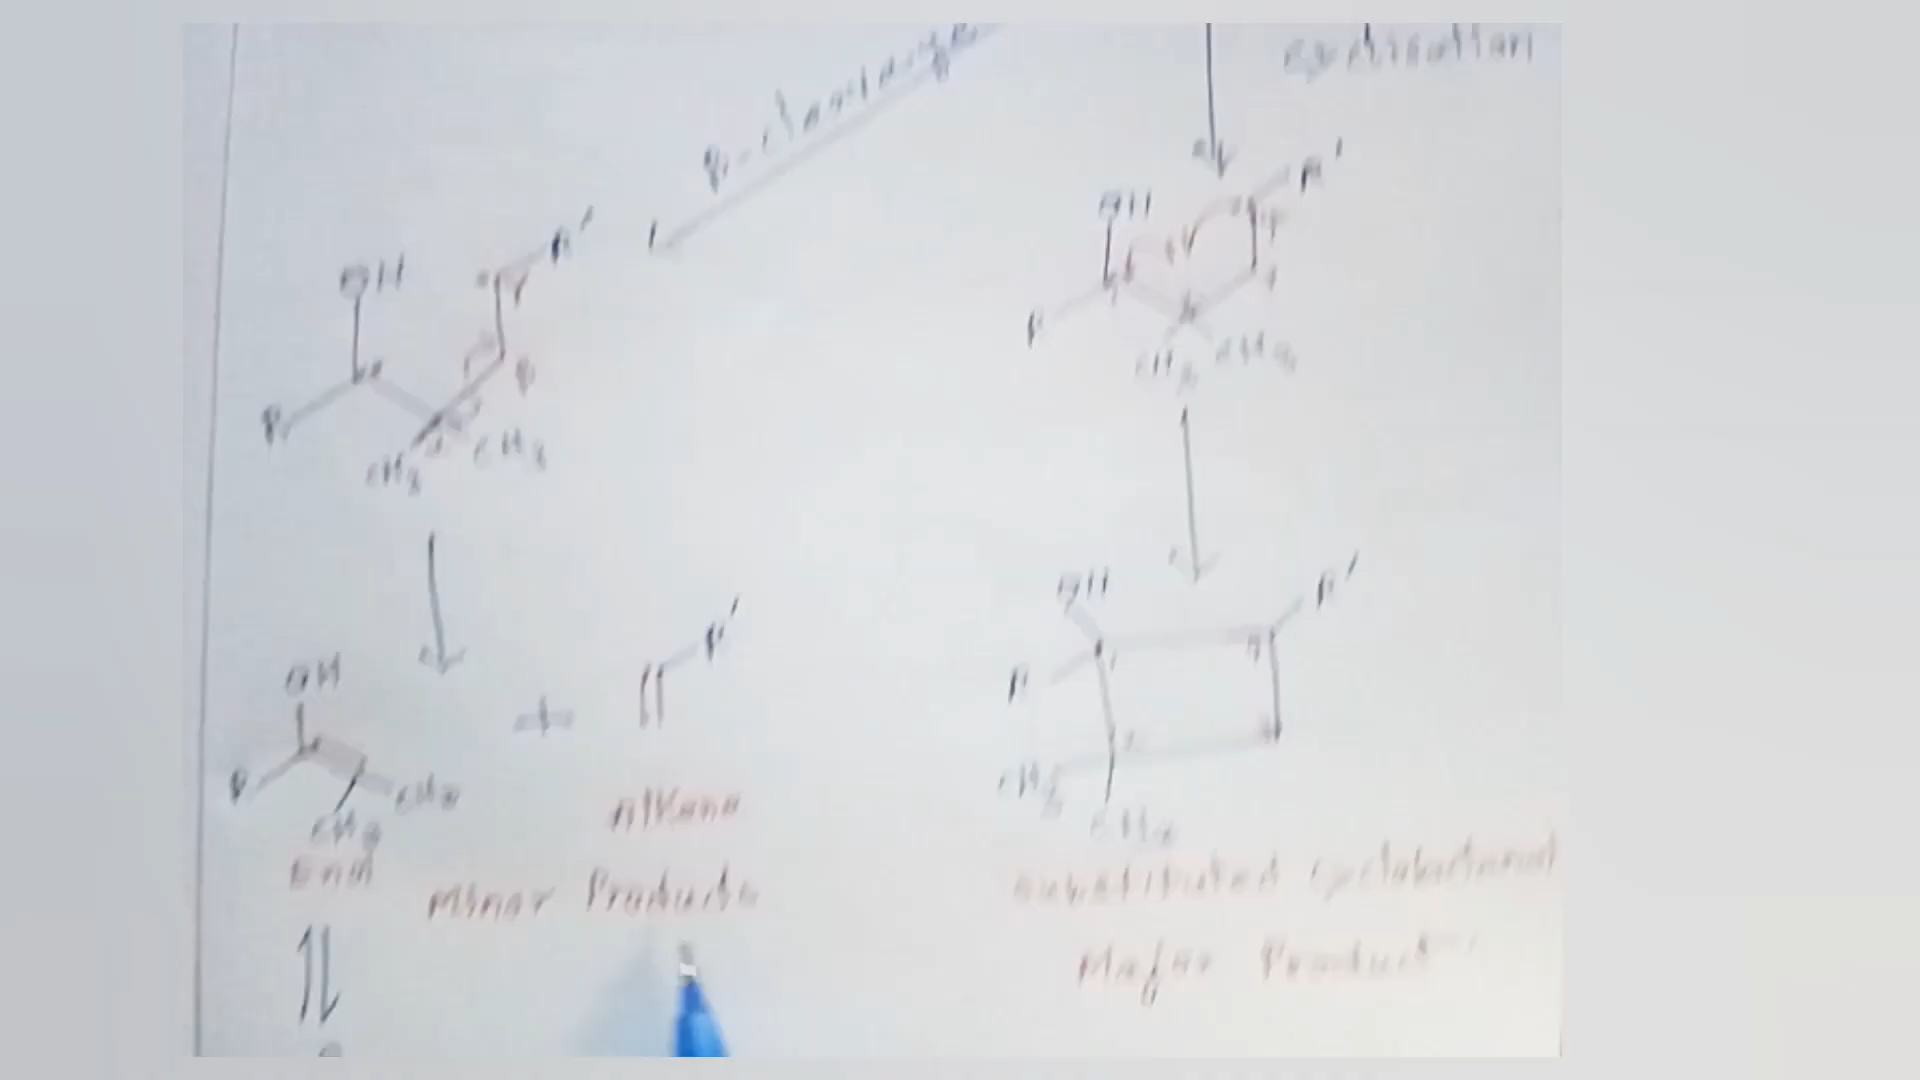 cyclisation
β-cleavage
R'
OH
R
CH3
CH3
R'
OH
β
R
CH3
CH3
OH
R'
R
CH3
CH3
OH
R'
+
R
CH3
CH3
Enol
Alkene
Minor Products
Substituted cyclobutanol
Major Product